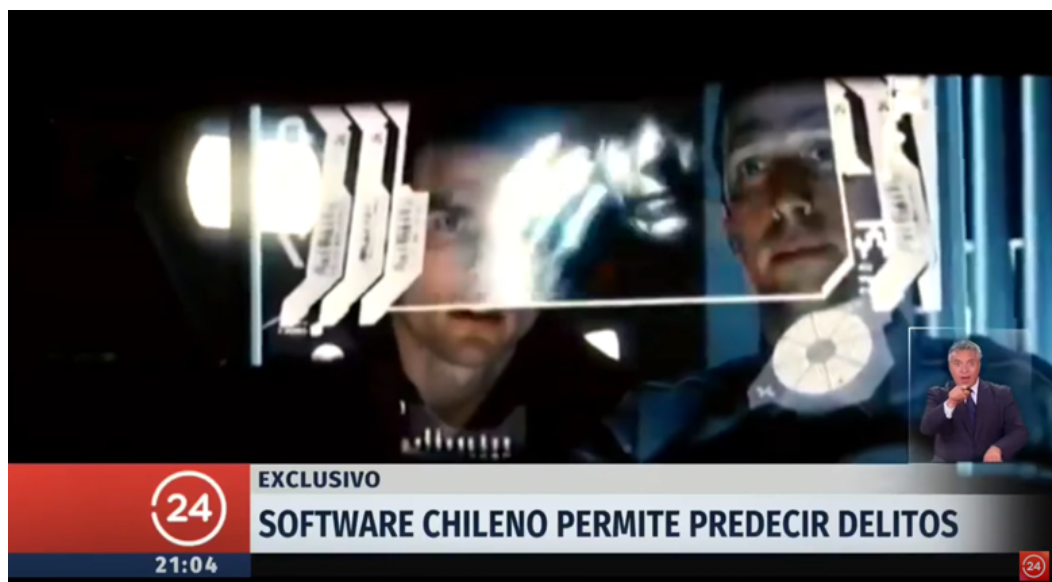 EXCLUSIVO
24
SOFTWARE CHILENO PERMITE PREDECIR DELITOS
21:04
24